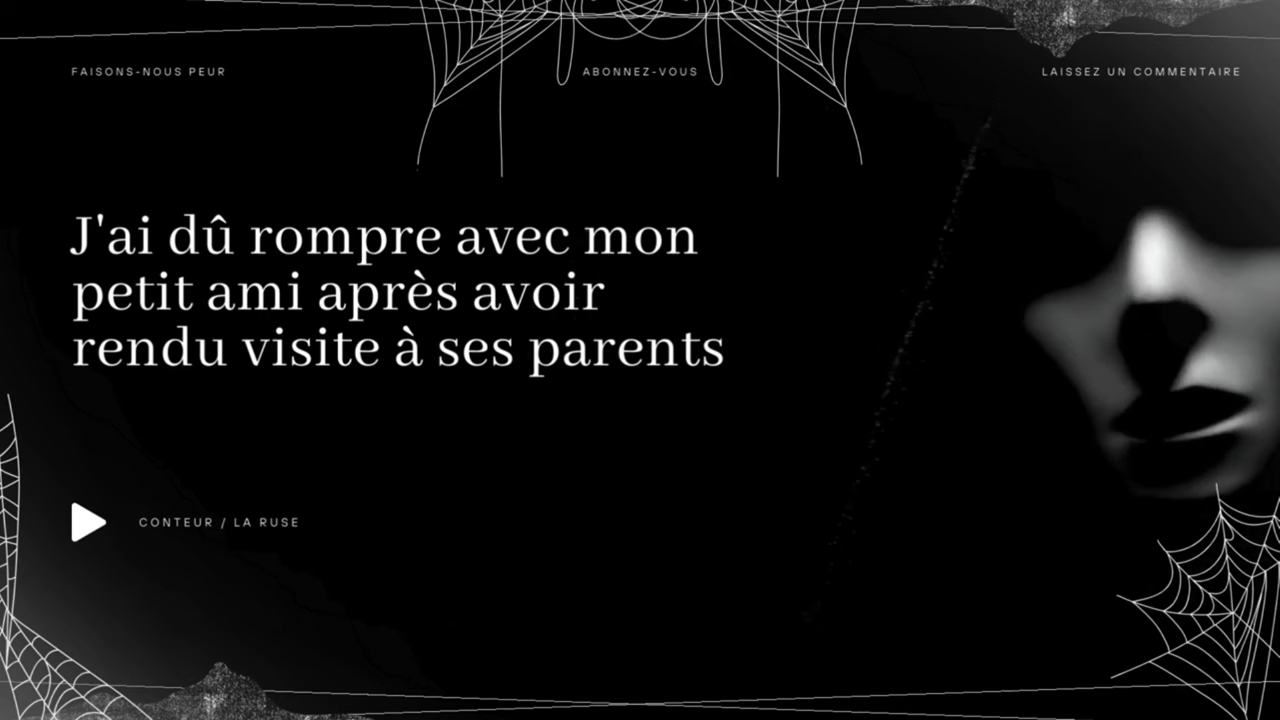 FAISONS-NOUS PEUR
ABONNEZ-VOUS
LAISSEZ UN COMMENTAIRE
J'ai dû rompre avec mon
petit ami après avoir
rendu visite à ses parents
CONTEUR / LA RUSE